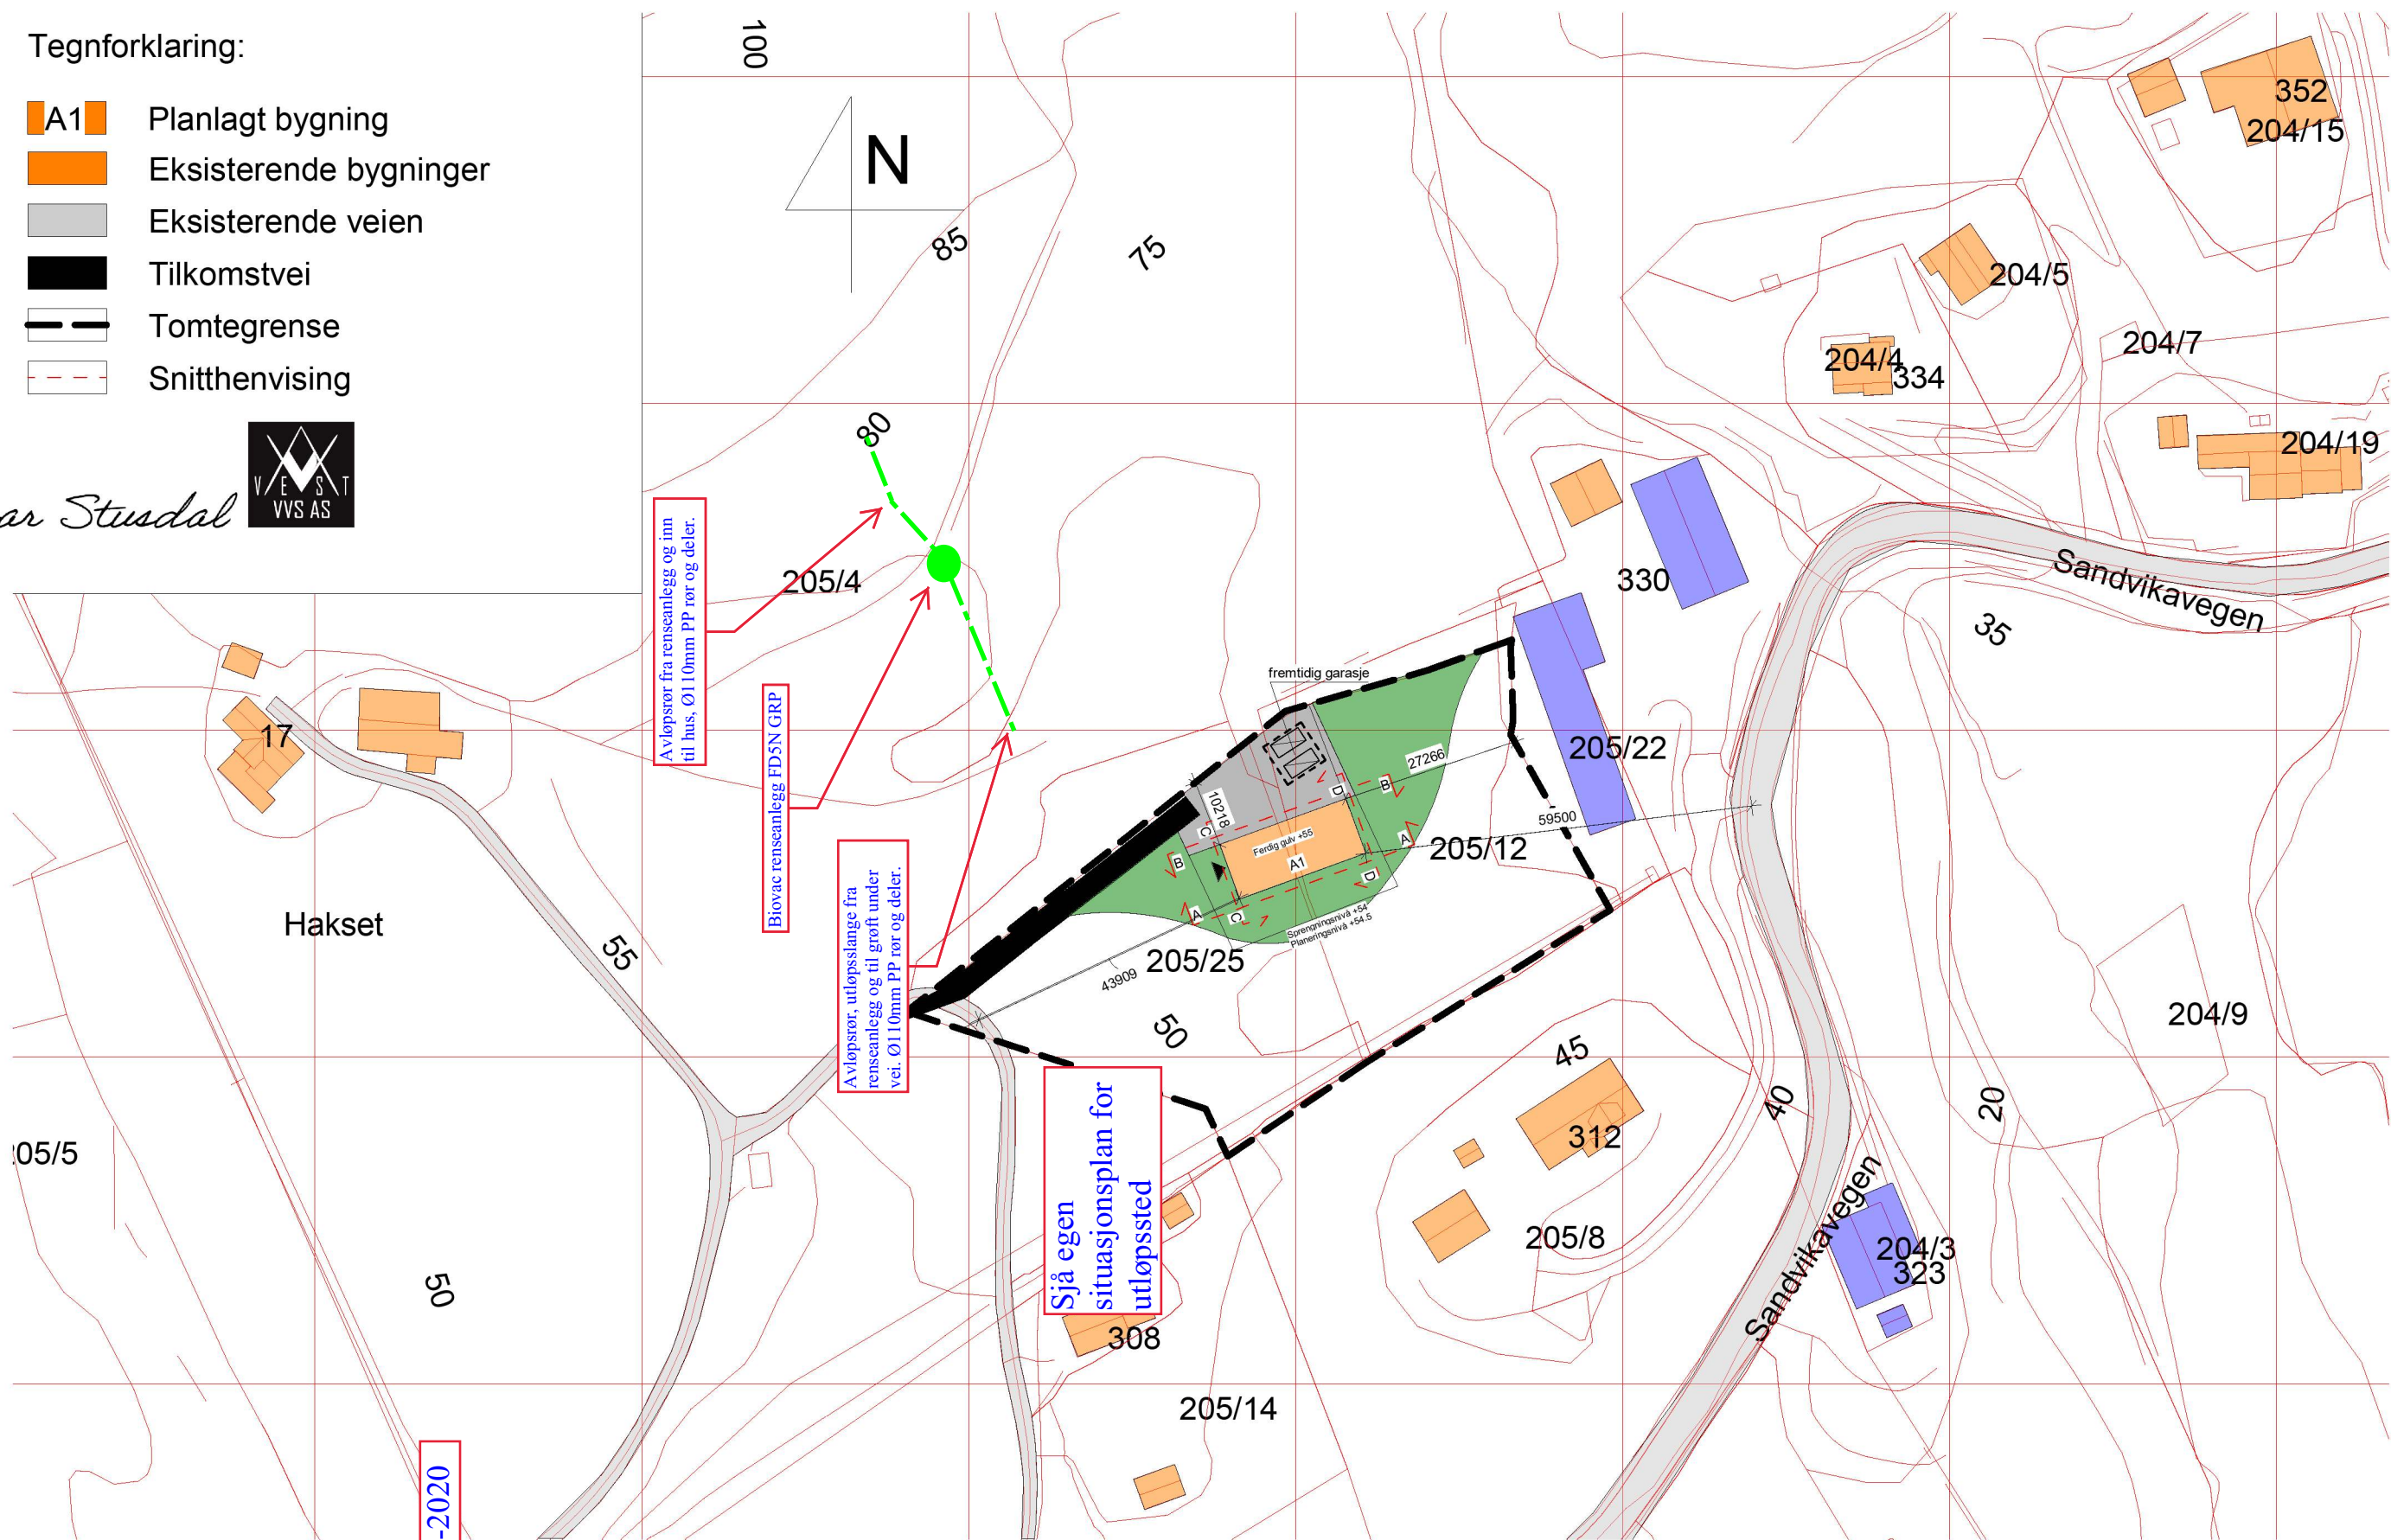 Tegnforklaring:
A1 Planlagt bygning
Eksisterende bygninger
Eksisterende veien
Tilkomstvei
Tomtegrense
Snitthenvising
Stusdal
VEST
VVS AS
100
N
85
75
80
352
204/15
204/5
204/4
334
204/7
204/19
Avløpsrør fra renseanlegg og inn
til hus, Ø110mm PP rør og deler.
205/4
330
Sandvikavegen
35
Biovac renseanlegg FD5N GRP
fremtidig garasje
17
205/22
27266
10218
59500
D
B
C
Ferdig gulv +55
A1
A
B
D
A
C
205/12
Sprengningsnivå +54
Planeringsnivå +54.5
Avløpsrør, utløpsslange fra
renseanlegg og til grøft under
vei. Ø110mm PP rør og deler.
205/25
43909
Hakset
55
50
45
204/9
40
20
312
Sjå egen
situasjonsplan for
utløpssted
05/5
205/8
Sandvikavegen
204/3
323
50
308
205/14
-2020